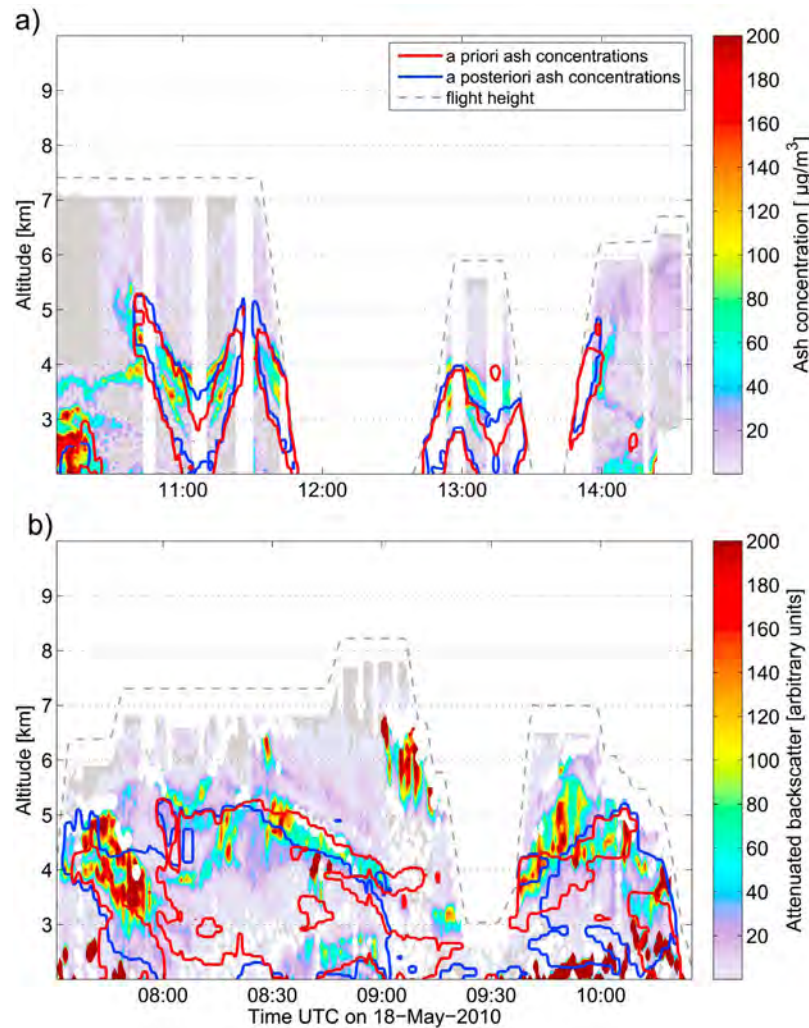 a)
a priori ash concentrations
a posteriori ash concentrations
flight height
9
8
7
6
5
4
3
Altitude [km]
11:00 12:00 13:00 14:00
200
180
160
140
120
100
80
60
40
20
Ash concentration [ µg/m³]
b)
9
8
7
6
5
4
3
Altitude [km]
08:00 08:30 09:00 09:30 10:00
Time UTC on 18−May−2010
200
180
160
140
120
100
80
60
40
20
Attenuated backscatter [arbitrary units]